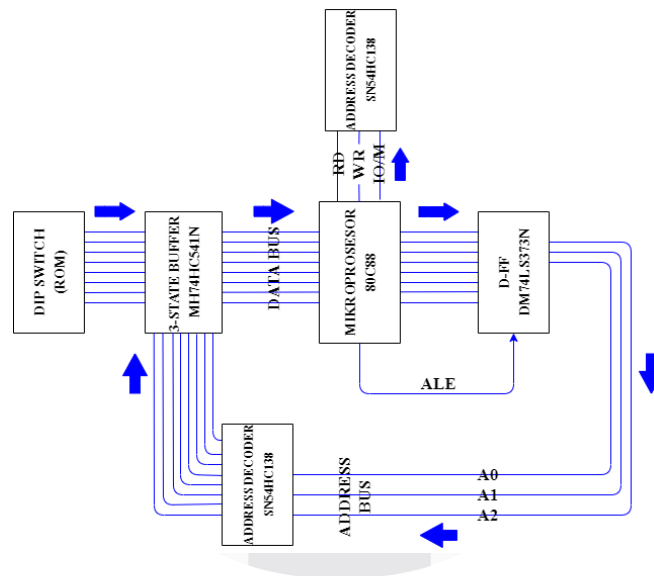 ADDRESS DECODER
SN54HC138
RD
WR
IO/M
DIP SWITCH
(ROM)
3-STATE BUFFER
MH74HC541N
DATA BUS
MIKROPROSESOR
80C88
D-FF
DM74LS373N
ALE
ADDRESS DECODER
SN54HC138
ADDRESS
BUS
A0
A1
A2